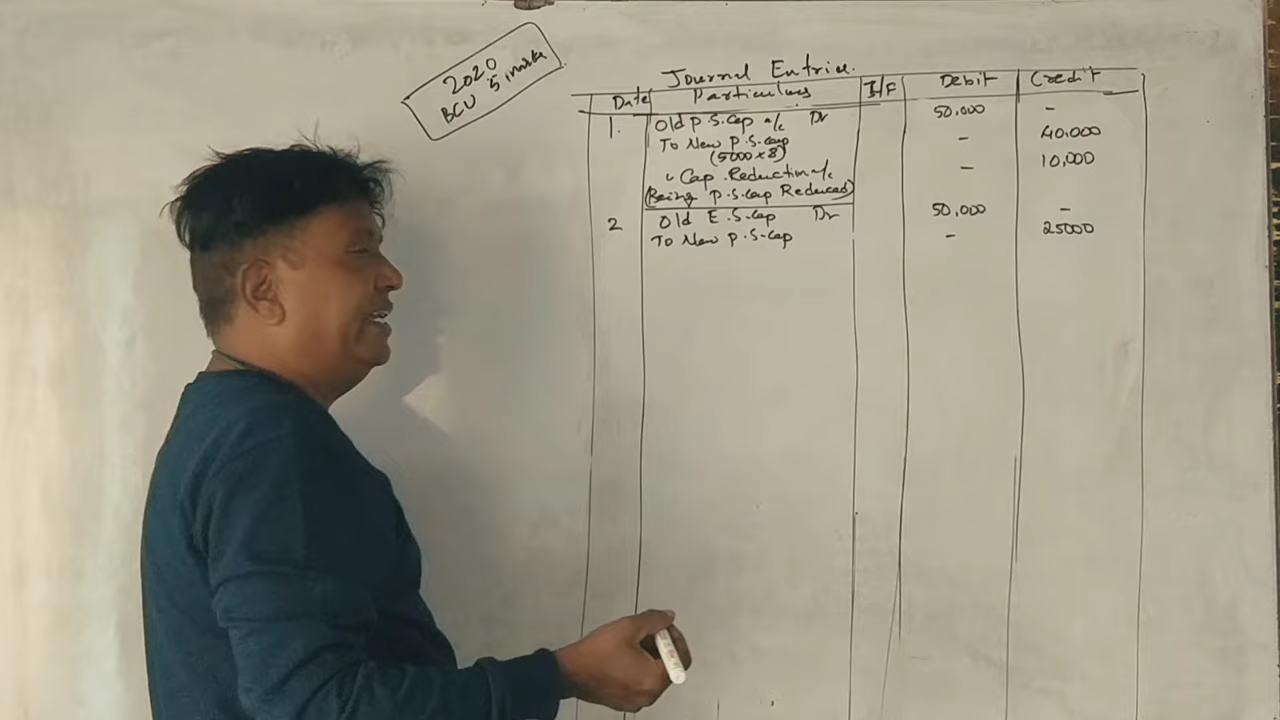 2020
BCU 5 marks
Journal Entries.
Date Particulars I/F Debit Credit
1. Old P.S.Cap a/c Dr 50,000 -
To New P.S.Cap - 40,000
(5000 x 8)
" Cap. Reduction a/c - 10,000
(Being P.S.Cap Reduced)
2 Old E.S.Cap Dr 50,000 -
To New P.S.Cap - 25000